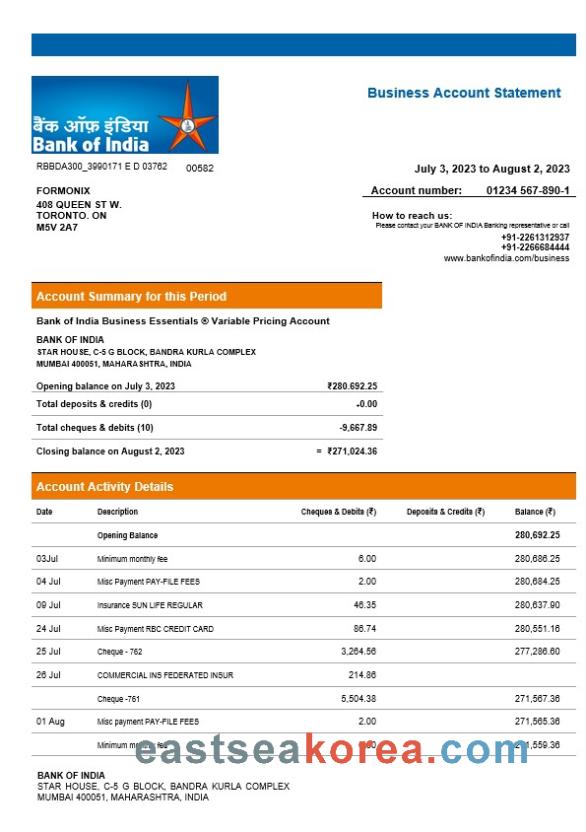 बैंक ऑफ़ इंडिया
Bank of India
Business Account Statement
RBBDA300_3990171 E D 03762 00582
July 3, 2023 to August 2, 2023
FORMONIX
408 QUEEN ST W.
TORONTO. ON
M5V 2A7
Account number: 01234 567-890-1
How to reach us:
Please contact your BANK OF INDIA Banking representative or call
+91-2261312937
+91-2266684444
www.bankofindia.com/business
Account Summary for this Period
Bank of India Business Essentials ® Variable Pricing Account
BANK OF INDIA
STAR HOUSE, C-5 G BLOCK, BANDRA KURLA COMPLEX
MUMBAI 400051, MAHARASHTRA, INDIA
Opening balance on July 3, 2023 ₹280.692.25
Total deposits & credits (0) -0.00
Total cheques & debits (10) -9,667.89
Closing balance on August 2, 2023 = ₹271,024.36
Account Activity Details
Date Description Cheques & Debits (₹) Deposits & Credits (₹) Balance (₹)
Opening Balance 280,692.25
03Jul Minimum monthly fee 6.00 280,686.25
04 Jul Misc Payment PAY-FILE FEES 2.00 280,684.25
09 Jul Insurance SUN LIFE REGULAR 46.35 280,637.90
24 Jul Misc Payment RBC CREDIT CARD 86.74 280,551.16
25 Jul Cheque - 762 3,264.56 277,286.60
26 Jul COMMERCIAL INS FEDERATED INSUR 214.86
Cheque -761 5,504.38 271,567.36
01 Aug Misc payment PAY-FILE FEES 2.00 271,565.36
Minimum
eastseakorea.com
BANK OF INDIA
STAR HOUSE, C-5 G BLOCK, BANDRA KURLA COMPLEX
MUMBAI 400051, MAHARASHTRA, INDIA